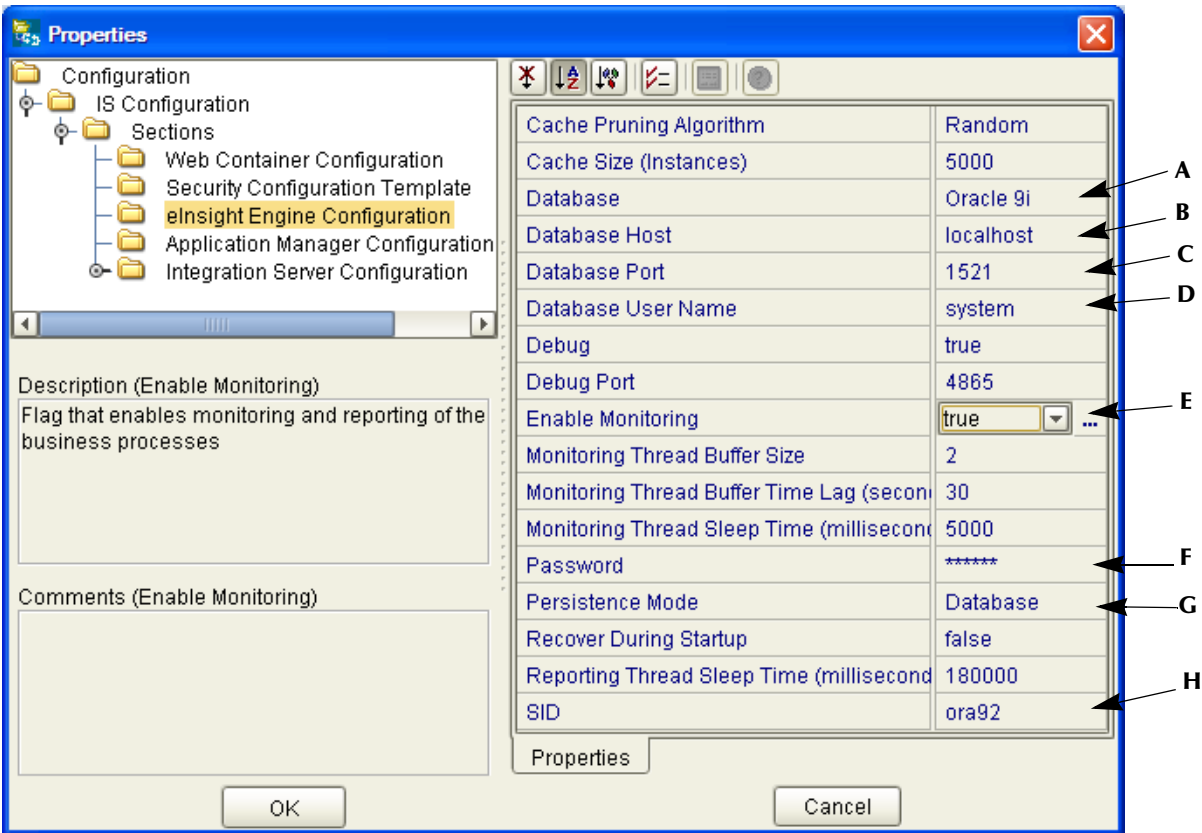 Properties
Configuration
IS Configuration
Sections
Web Container Configuration
Security Configuration Template
eInsight Engine Configuration
Application Manager Configuration
Integration Server Configuration
Description (Enable Monitoring)
Flag that enables monitoring and reporting of the
business processes
Comments (Enable Monitoring)
Cache Pruning Algorithm Random
Cache Size (Instances) 5000
Database Oracle 9i A
Database Host localhost B
Database Port 1521 C
Database User Name system D
Debug true
Debug Port 4865
Enable Monitoring true ... E
Monitoring Thread Buffer Size 2
Monitoring Thread Buffer Time Lag (secon 30
Monitoring Thread Sleep Time (millisecond 5000
Password ****** F
Persistence Mode Database G
Recover During Startup false
Reporting Thread Sleep Time (millisecond 180000
SID ora92 H
Properties
OK Cancel